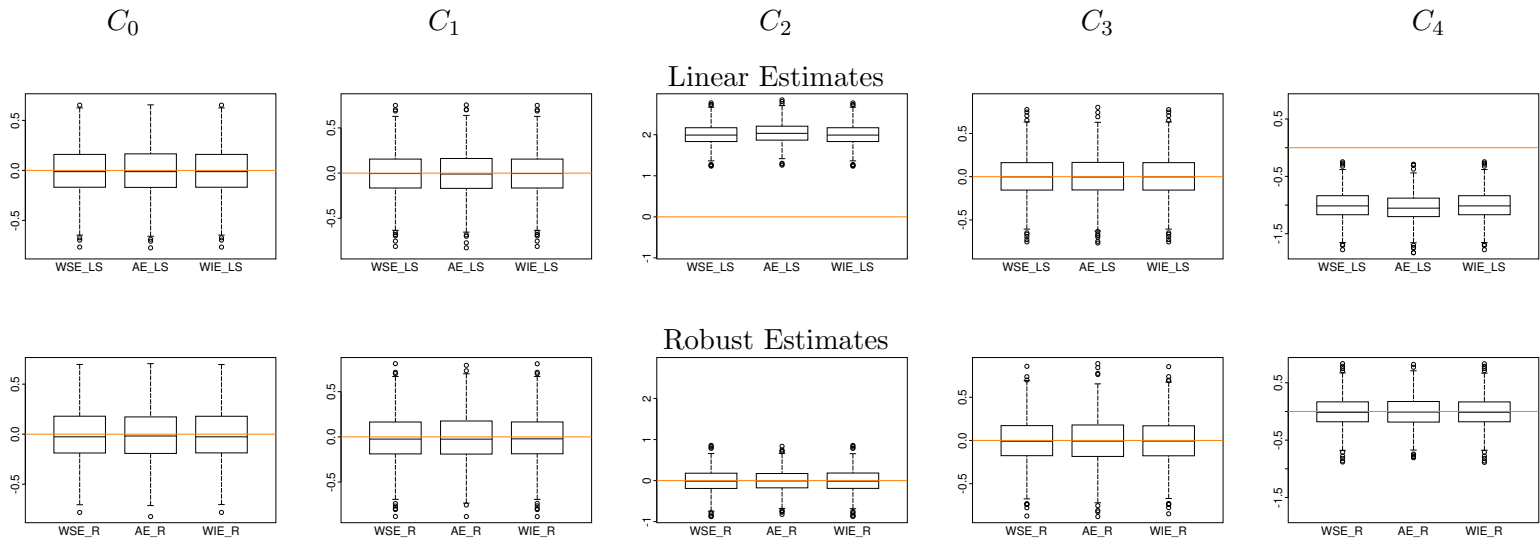 C0 C1 C2 C3 C4
Linear Estimates
0.5 0.0 -0.5
WSE_LS AE_LS WIE_LS
0.5 0.0 -0.5
WSE_LS AE_LS WIE_LS
2 1 0 -1
WSE_LS AE_LS WIE_LS
0.5 0.0 -0.5
WSE_LS AE_LS WIE_LS
0.5 -0.5 -1.5
WSE_LS AE_LS WIE_LS
Robust Estimates
0.5 0.0 -0.5
WSE_R AE_R WIE_R
0.5 0.0 -0.5
WSE_R AE_R WIE_R
2 1 0 -1
WSE_R AE_R WIE_R
0.5 0.0 -0.5
WSE_R AE_R WIE_R
0.5 -0.5 -1.5
WSE_R AE_R WIE_R